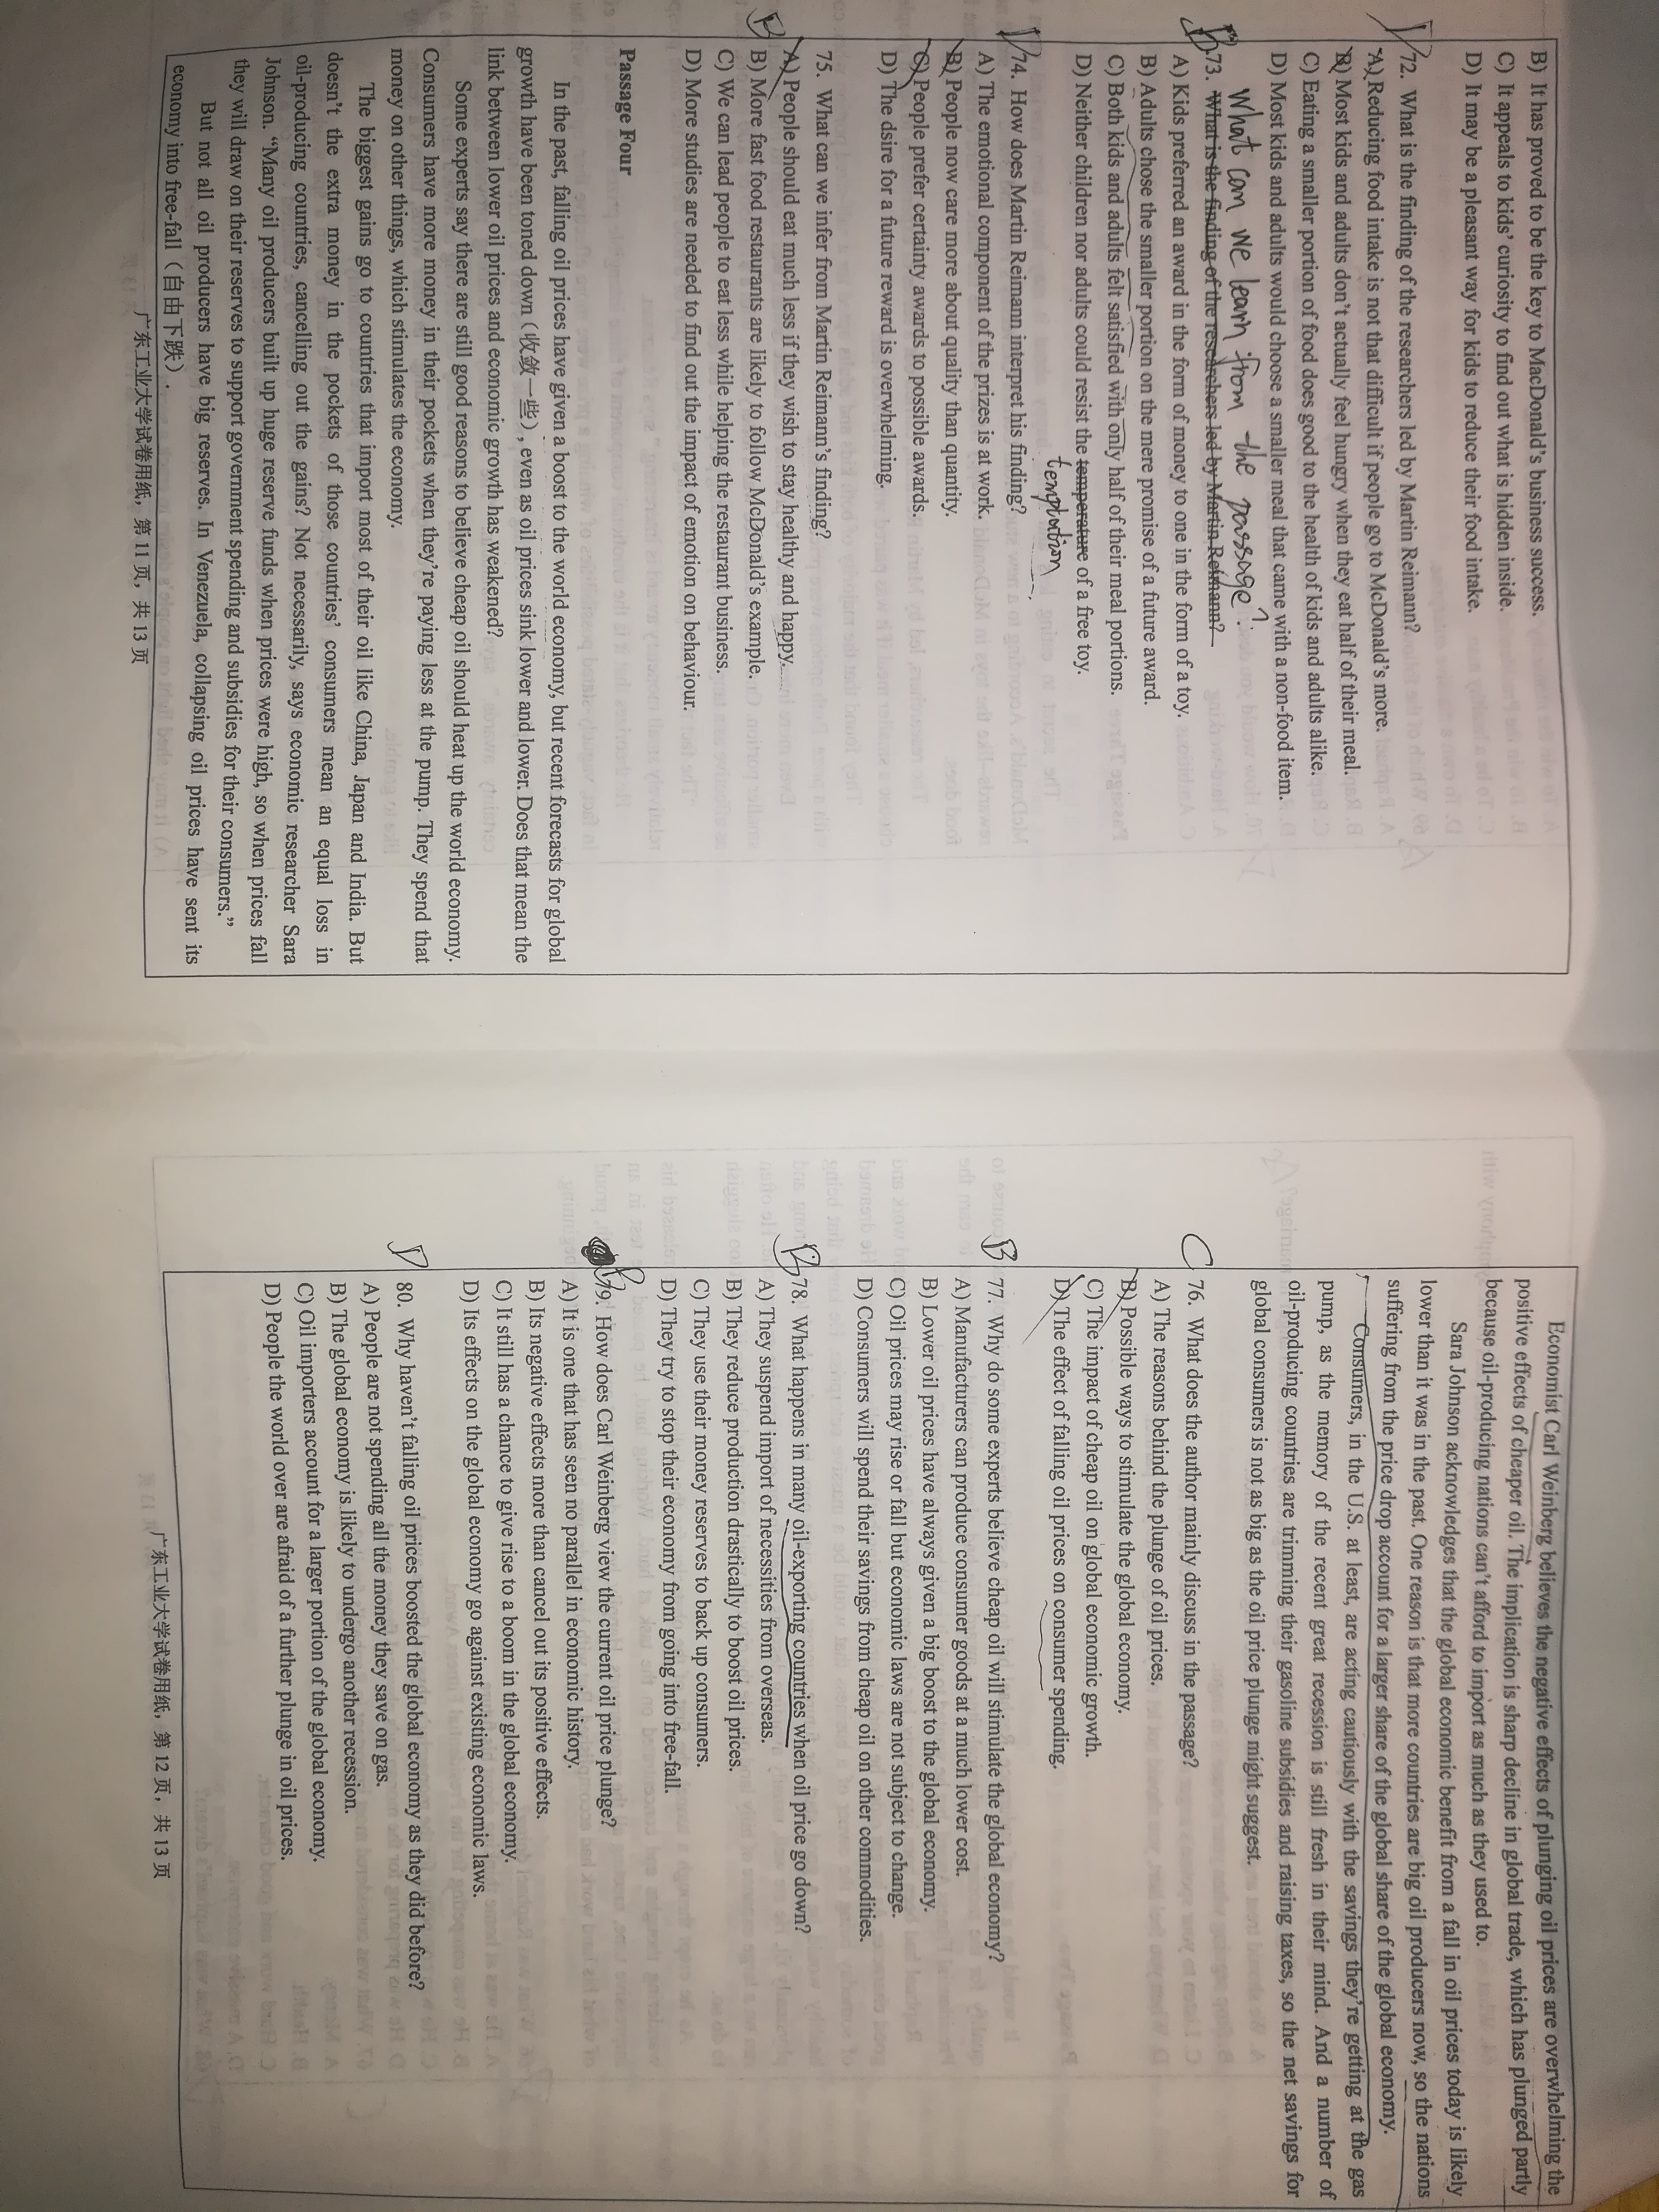 B) It has proved to be the key to MacDonald's business success.
C) It appeals to kids' curiosity to find out what is hidden inside.
D) It may be a pleasant way for kids to reduce their food intake.
D 72. What is the finding of the researchers led by Martin Reimann?
A) Reducing food intake is not that difficult if people go to McDonald's more.
B) Most kids and adults don't actually feel hungry when they eat half of their meal.
C) Eating a smaller portion of food does good to the health of kids and adults alike.
D) Most kids and adults would choose a smaller meal that came with a non-food item.
What can we learn from the passage?
B 73. What is the finding of the researchers led by Martin Reimann?
A) Kids preferred an award in the form of money to one in the form of a toy.
B) Adults chose the smaller portion on the mere promise of a future award.
C) Both kids and adults felt satisfied with only half of their meal portions.
D) Neither children nor adults could resist the temperature of a free toy.
temptation
D 74. How does Martin Reimann interpret his finding?
A) The emotional component of the prizes is at work.
B) People now care more about quality than quantity.
C) People prefer certainty awards to possible awards.
D) The dsire for a future reward is overwhelming.
75. What can we infer from Martin Reimann's finding?
A) People should eat much less if they wish to stay healthy and happy.
B B) More fast food restaurants are likely to follow McDonald's example.
C) We can lead people to eat less while helping the restaurant business.
D) More studies are needed to find out the impact of emotion on behaviour.
Passage Four
In the past, falling oil prices have given a boost to the world economy, but recent forecasts for global
growth have been toned down（收敛一些）, even as oil prices sink lower and lower. Does that mean the
link between lower oil prices and economic growth has weakened?
Some experts say there are still good reasons to believe cheap oil should heat up the world economy.
Consumers have more money in their pockets when they're paying less at the pump. They spend that
money on other things, which stimulates the economy.
The biggest gains go to countries that import most of their oil like China, Japan and India. But
doesn't the extra money in the pockets of those countries' consumers mean an equal loss in
oil-producing countries, cancelling out the gains? Not necessarily, says economic researcher Sara
Johnson. “Many oil producers built up huge reserve funds when prices were high, so when prices fall
they will draw on their reserves to support government spending and subsidies for their consumers.”
But not all oil producers have big reserves. In Venezuela, collapsing oil prices have sent its
economy into free-fall（自由下跌）.
广东工业大学试卷用纸，第 11 页，共 13 页
Economist Carl Weinberg believes the negative effects of plunging oil prices are overwhelming the
positive effects of cheaper oil. The implication is sharp decline in global trade, which has plunged partly
because oil-producing nations can't afford to import as much as they used to.
Sara Johnson acknowledges that the global economic benefit from a fall in oil prices today is likely
lower than it was in the past. One reason is that more countries are big oil producers now, so the nations
suffering from the price drop account for a larger share of the global share of the global economy.
Consumers, in the U.S. at least, are acting cautiously with the savings they're getting at the gas
pump, as the memory of the recent great recession is still fresh in their mind. And a number of
oil-producing countries are trimming their gasoline subsidies and raising taxes, so the net savings for
global consumers is not as big as the oil price plunge might suggest.
C 76. What does the author mainly discuss in the passage?
A) The reasons behind the plunge of oil prices.
B) Possible ways to stimulate the global economy.
C) The impact of cheap oil on global economic growth.
D) The effect of falling oil prices on consumer spending.
B 77. Why do some experts believe cheap oil will stimulate the global economy?
A) Manufacturers can produce consumer goods at a much lower cost.
B) Lower oil prices have always given a big boost to the global economy.
C) Oil prices may rise or fall but economic laws are not subject to change.
D) Consumers will spend their savings from cheap oil on other commodities.
B 78. What happens in many oil-exporting countries when oil price go down?
A) They suspend import of necessities from overseas.
B) They reduce production drastically to boost oil prices.
C) They use their money reserves to back up consumers.
D) They try to stop their economy from going into free-fall.
B 79. How does Carl Weinberg view the current oil price plunge?
A) It is one that has seen no parallel in economic history.
B) Its negative effects more than cancel out its positive effects.
C) It still has a chance to give rise to a boom in the global economy.
D) Its effects on the global economy go against existing economic laws.
D 80. Why haven't falling oil prices boosted the global economy as they did before?
A) People are not spending all the money they save on gas.
B) The global economy is likely to undergo another recession.
C) Oil importers account for a larger portion of the global economy.
D) People the world over are afraid of a further plunge in oil prices.
广东工业大学试卷用纸，第 12 页，共 13 页